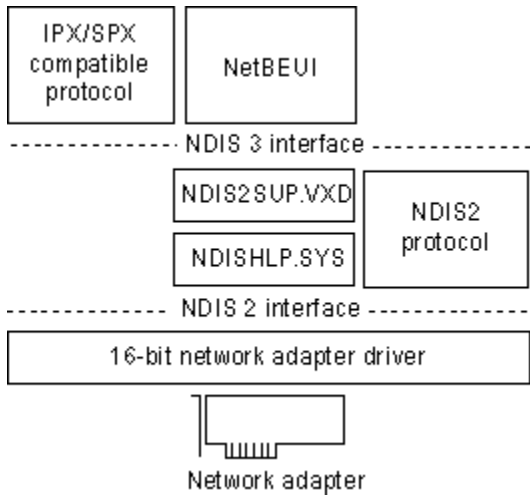 IPX/SPX
compatible
protocol
NetBEUI
NDIS 3 interface
NDIS2SUP.VXD
NDISHLP.SYS
NDIS2
protocol
NDIS 2 interface
16-bit network adapter driver
Network adapter